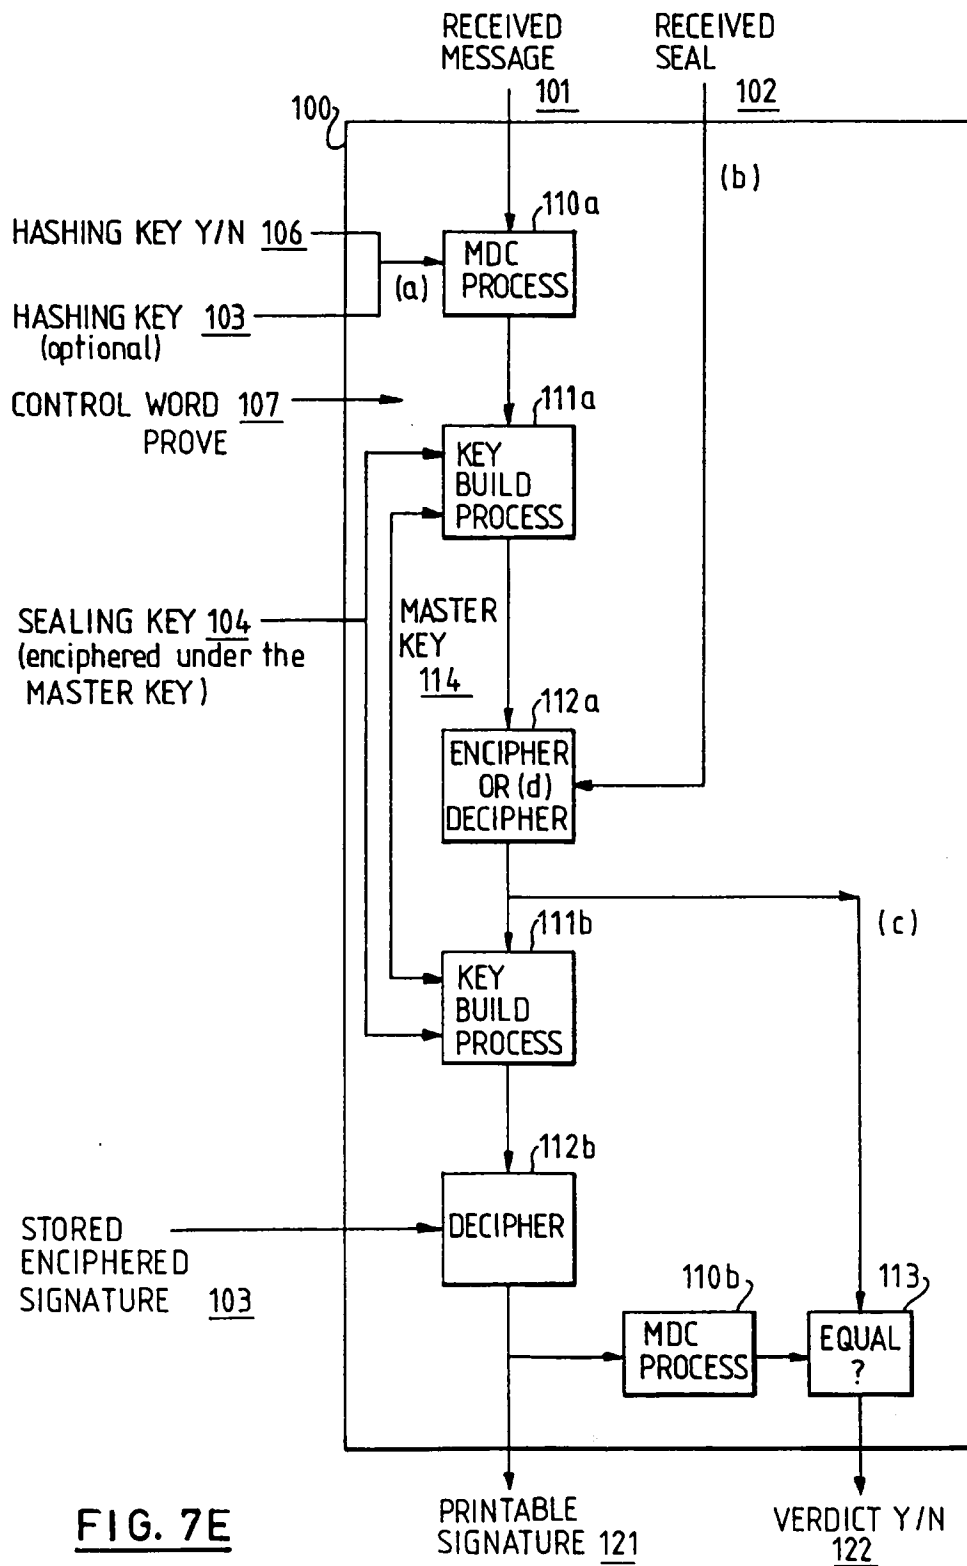 RECEIVED
MESSAGE
101
RECEIVED
SEAL
102
100
(b)
110a
HASHING KEY Y/N 106
MDC
PROCESS
(a)
HASHING KEY 103
(optional)
CONTROL WORD 107
PROVE
111a
KEY
BUILD
PROCESS
SEALING KEY 104
(enciphered under the
MASTER KEY)
MASTER
KEY
114
112a
ENCIPHER
OR (d)
DECIPHER
(c)
111b
KEY
BUILD
PROCESS
112b
DECIPHER
STORED
ENCIPHERED
SIGNATURE 103
110b
MDC
PROCESS
113
EQUAL
?
FIG. 7E
PRINTABLE
SIGNATURE 121
VERDICT Y/N
122